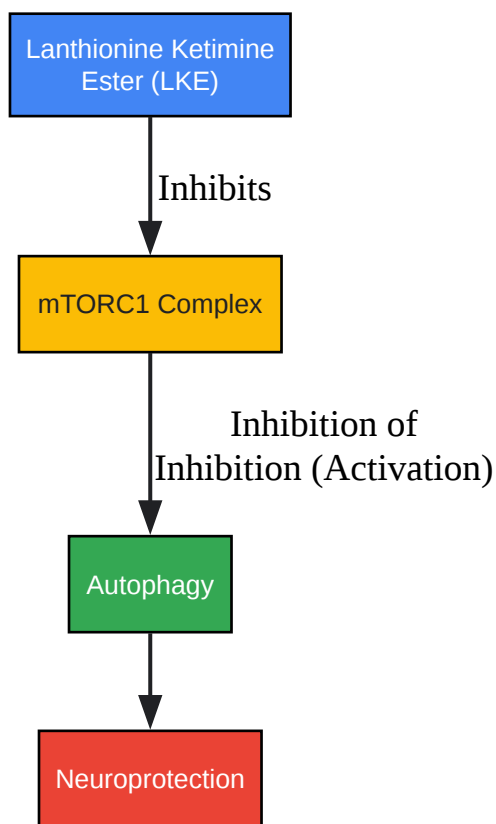 Lanthionine Ketimine
Ester (LKE)
Inhibits
mTORC1 Complex
Inhibition of
Inhibition (Activation)
Autophagy
Neuroprotection